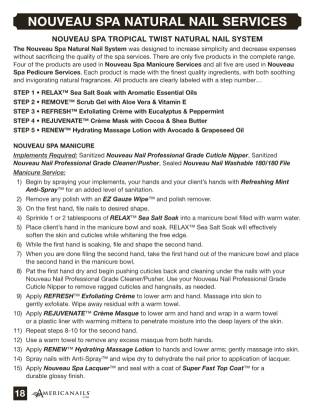 NOUVEAU SPA NATURAL NAIL SERVICES
NOUVEAU SPA TROPICAL TWIST NATURAL NAIL SYSTEM
The Nouveau Spa Natural Nail System was designed to increase simplicity and decrease expenses
without sacrificing the quality of the spa services. There are only five products in the complete range.
Four of the products are used in Nouveau Spa Manicure Services and all five are used in Nouveau
Spa Pedicure Services. Each product is made with the finest quality ingredients, with both soothing
and invigorating natural fragrances. All products are clearly labeled with a step number…
STEP 1 • RELAX™ Sea Salt Soak with Aromatic Essential Oils
STEP 2 • REMOVE™ Scrub Gel with Aloe Vera & Vitamin E
STEP 3 • REFRESH™ Exfoliating Crème with Eucalyptus & Peppermint
STEP 4 • REJUVENATE™ Crème Mask with Cocoa & Shea Butter
STEP 5 • RENEW™ Hydrating Massage Lotion with Avocado & Grapeseed Oil
NOUVEAU SPA MANICURE
Implements Required: Sanitized Nouveau Nail Professional Grade Cuticle Nipper, Sanitized
Nouveau Nail Professional Grade Cleaner/Pusher, Sealed Nouveau Nail Washable 180/180 File
Manicure Service:
1) Begin by spraying your implements, your hands and your client's hands with Refreshing Mint
Anti-Spray™ for an added level of sanitation.
2) Remove any polish with an EZ Gauze Wipe™ and polish remover.
3) On the first hand, file nails to desired shape.
4) Sprinkle 1 or 2 tablespoons of RELAX™ Sea Salt Soak into a manicure bowl filled with warm water.
5) Place client's hand in the manicure bowl and soak. RELAX™ Sea Salt Soak will effectively
soften the skin and cuticles while whitening the free edge.
6) While the first hand is soaking, file and shape the second hand.
7) When you are done filing the second hand, take the first hand out of the manicure bowl and place
the second hand in the manicure bowl.
8) Pat the first hand dry and begin pushing cuticles back and cleaning under the nails with your
Nouveau Nail Professional Grade Cleaner/Pusher. Use your Nouveau Nail Professional Grade
Cuticle Nipper to remove ragged cuticles and hangnails, as needed.
9) Apply REFRESH™ Exfoliating Crème to lower arm and hand. Massage into skin to
gently exfoliate. Wipe away residual with a warm towel.
10) Apply REJUVENATE™ Crème Masque to lower arm and hand and wrap in a warm towel
or a plastic liner with warming mittens to penetrate moisture into the deep layers of the skin.
11) Repeat steps 8-10 for the second hand.
12) Use a warm towel to remove any excess masque from both hands.
13) Apply RENEW™ Hydrating Massage Lotion to hands and lower arms; gently massage into skin.
14) Spray nails with Anti-Spray™ and wipe dry to dehydrate the nail prior to application of lacquer.
15) Apply Nouveau Spa Lacquer™ and seal with a coat of Super Fast Top Coat™ for a
durable glossy finish.
18 AMERICANAILS